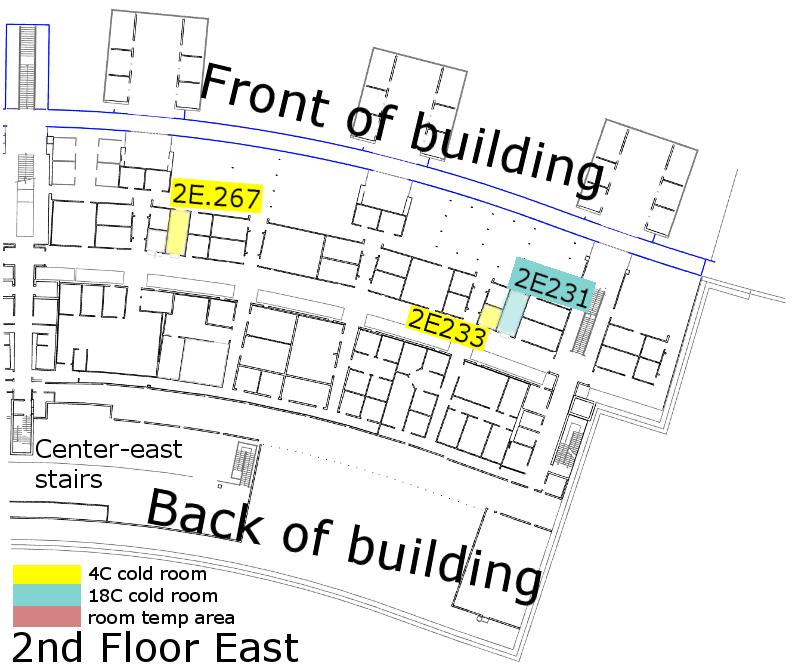 Front of building
2E.267
2E231
2E233
Center-east
stairs
Back of building
4C cold room
18C cold room
room temp area
2nd Floor East